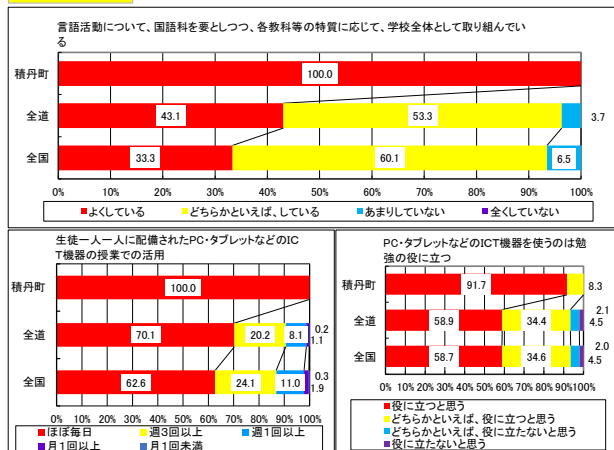 言語活動について、国語科を要としつつ、各教科等の特質に応じて、学校全体として取り組んでい
る
積丹町
100.0
全道
43.1
53.3
3.7
全国
33.3
60.1
6.5
0%
10%
20%
30%
40%
50%
60%
70%
80%
90%
100%
よくしている
どちらかといえば、している
あまりしていない
全くしていない
生徒一人一人に配備されたPC・タブレットなどのIC
T機器の授業での活用
積丹町
100.0
全道
70.1
20.2
8.1
0.2
1.1
全国
62.6
24.1
11.0
0.3
1.9
0%
10%
20%
30%
40%
50%
60%
70%
80%
90%
100%
ほぼ毎日
週3回以上
週1回以上
月1回以上
月1回未満
PC・タブレットなどのICT機器を使うのは勉
強の役に立つ
積丹町
91.7
8.3
全道
58.9
34.4
2.1
4.5
全国
58.7
34.6
2.0
4.5
0%
10%
20%
30%
40%
50%
60%
70%
80%
90%
100%
役に立つと思う
どちらかといえば、役に立つと思う
どちらかといえば、役に立たないと思う
役に立たないと思う